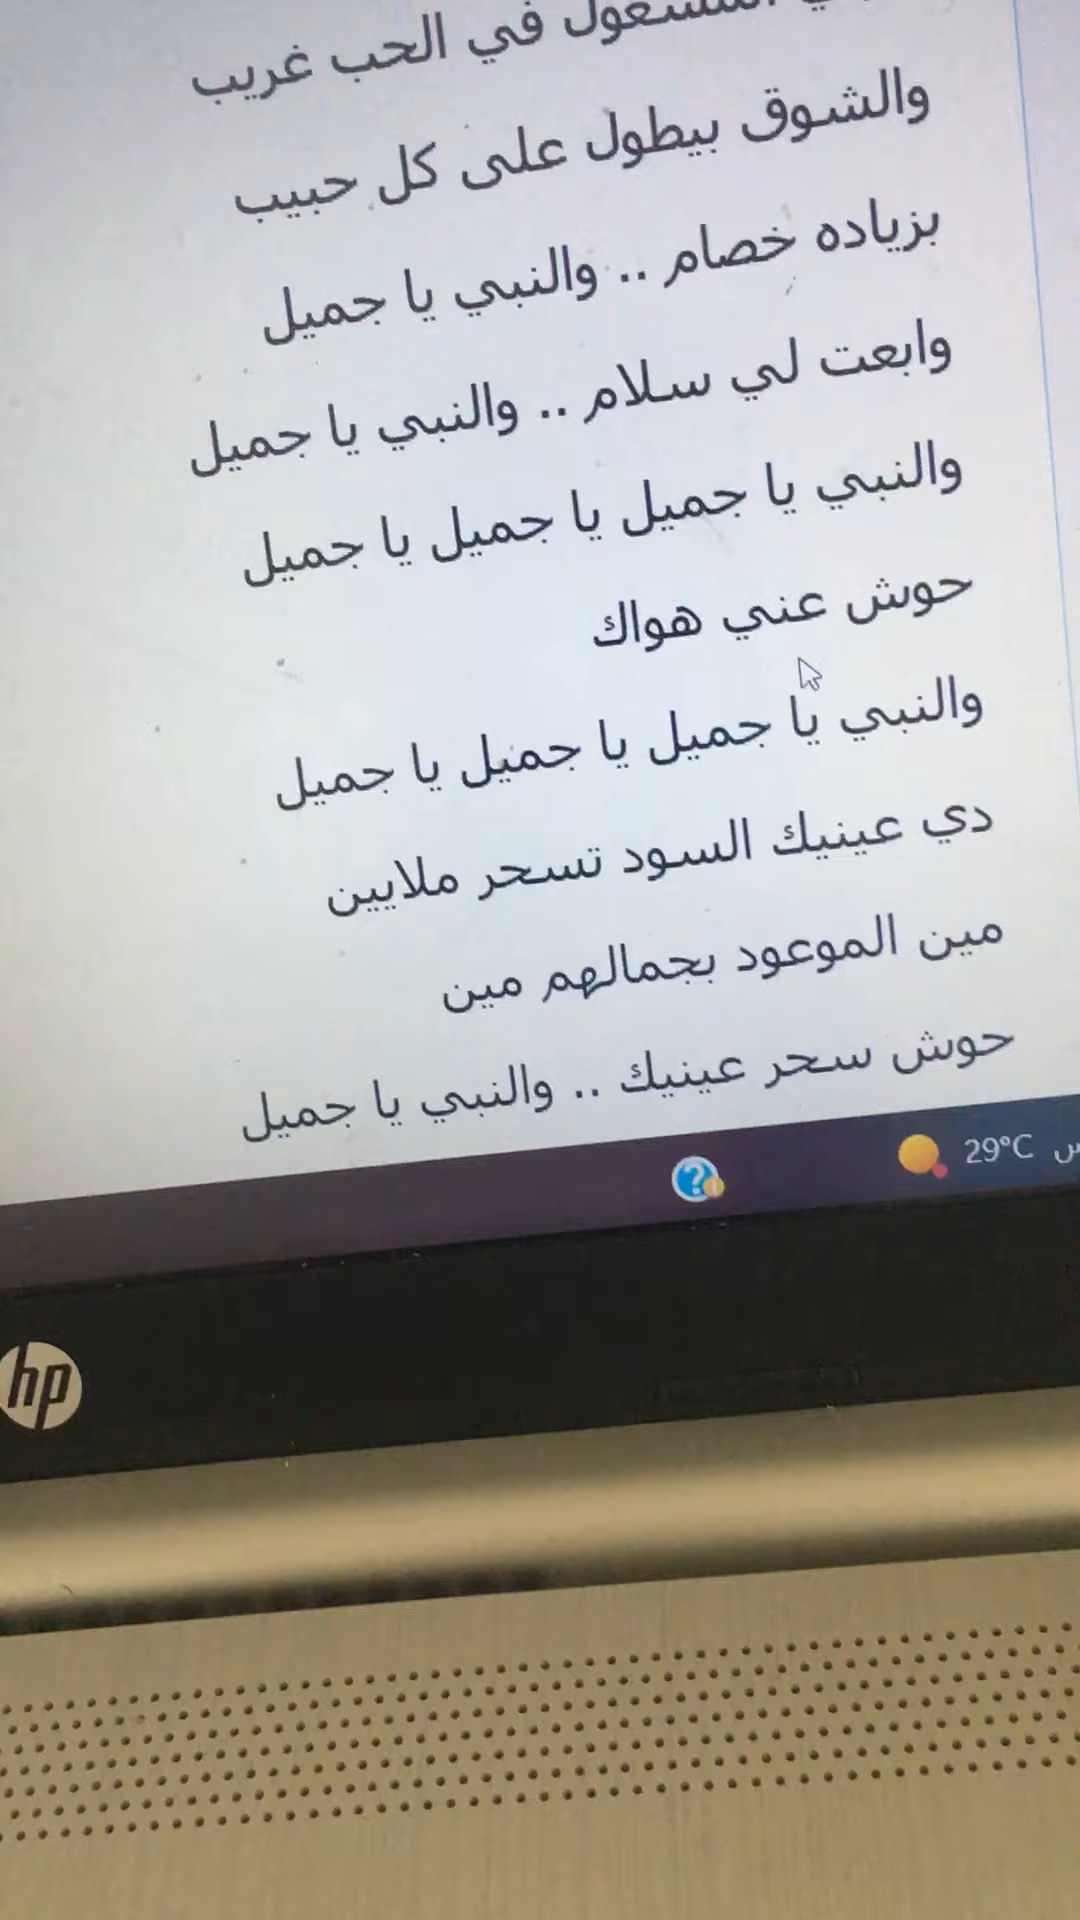 في الحب غريب
والشوق بيطول على كل حبيب
بزياده خصام .. والنبي يا جميل
وابعت لي سلام .. والنبي يا جميل
والنبي يا جميل يا جميل يا جميل
حوش عني هواك
والنبي يا جميل يا جميل يا جميل
دي عينيك السود تسحر ملايين
مين الموعود بجمالهم مين
حوش سحر عينيك .. والنبي يا جميل
29°C
hp